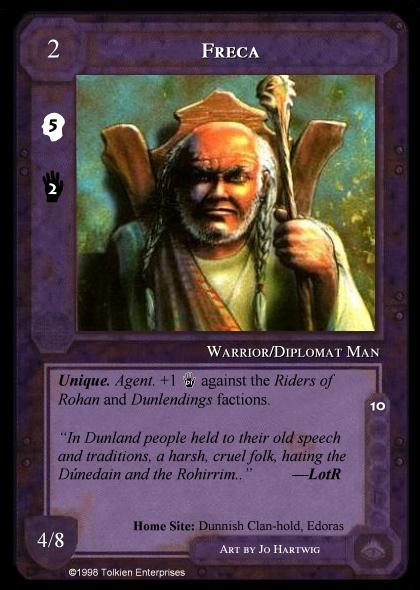 2
FRECA
5
2
WARRIOR/DIPLOMAT MAN
Unique. Agent. +1 against the Riders of
Rohan and Dunlendings factions.
10
“In Dunland people held to their old speech
and traditions, a harsh, cruel folk, hating the
Dúnedain and the Rohirrim..” —LotR
Home Site: Dunnish Clan-hold, Edoras
4/8
ART BY JO HARTWIG
©1998 Tolkien Enterprises